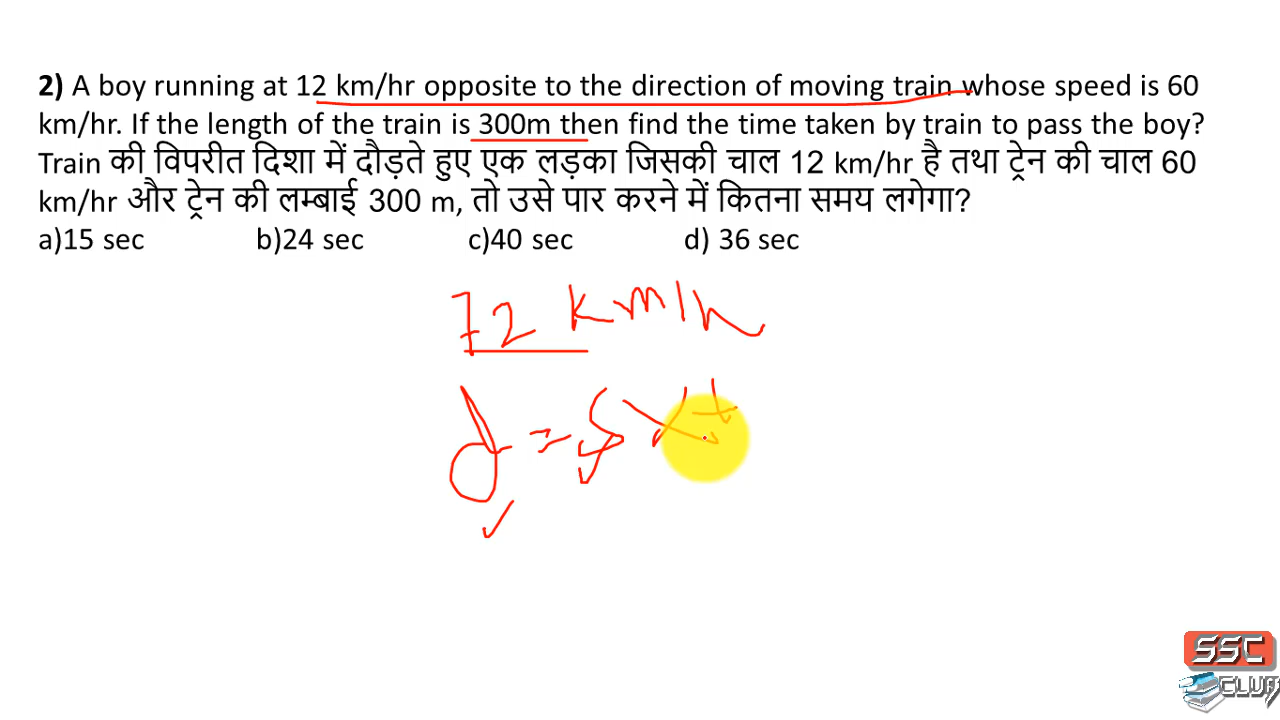 2) A boy running at 12 km/hr opposite to the direction of moving train whose speed is 60
km/hr. If the length of the train is 300m then find the time taken by train to pass the boy?
Train की विपरीत दिशा में दौड़ते हुए एक लड़का जिसकी चाल 12 km/hr है तथा ट्रेन की चाल 60
km/hr और ट्रेन की लम्बाई 300 m, तो उसे पार करने में कितना समय लगेगा?
a)15 sec b)24 sec c)40 sec d) 36 sec
72 km/h
d = s x t
SSC
CLUB